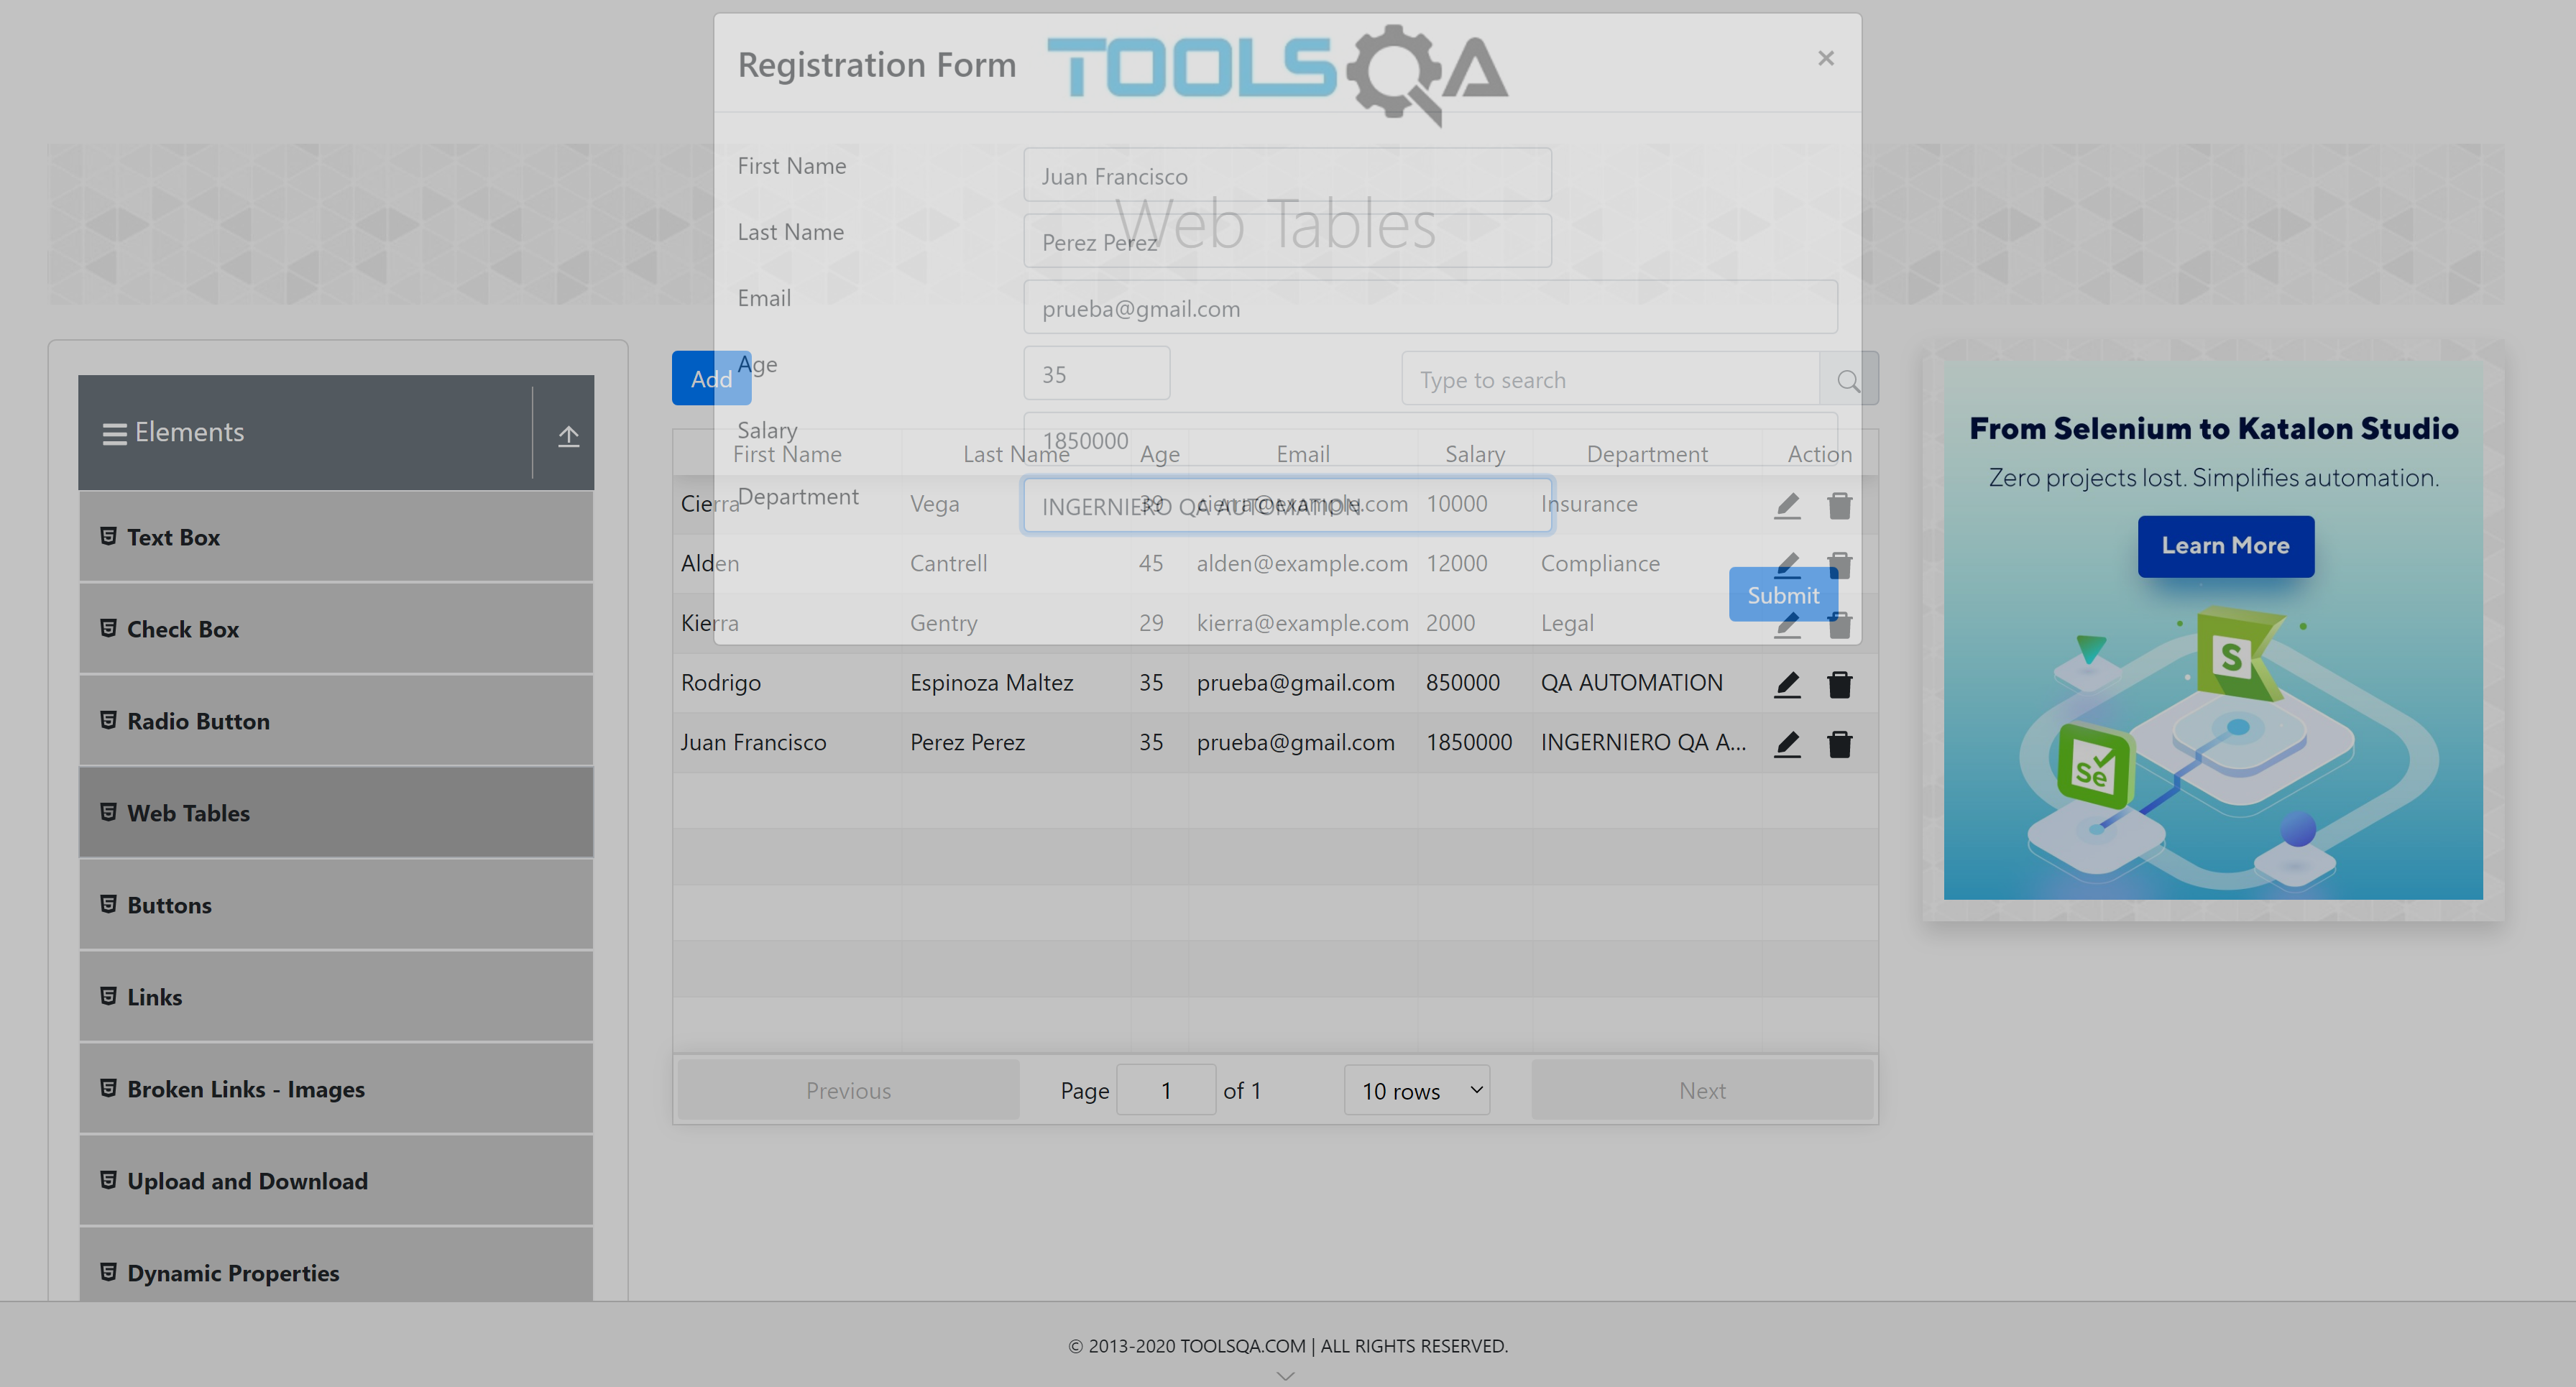 Registration Form
TOOLSQA
×
First Name
Juan Francisco
Web Tables
Last Name
Perez Perez
Email
prueba@gmail.com
Age
35
Add
Type to search
Salary
1850000
Department
INGERNIERO QA AUTOMATION
Submit
Elements
Text Box
Check Box
Radio Button
Web Tables
Buttons
Links
Broken Links - Images
Upload and Download
Dynamic Properties
First Name Last Name Age Email Salary Department Action
Cierra Vega 39 cierra@example.com 10000 Insurance
Alden Cantrell 45 alden@example.com 12000 Compliance
Kierra Gentry 29 kierra@example.com 2000 Legal
Rodrigo Espinoza Maltez 35 prueba@gmail.com 850000 QA AUTOMATION
Juan Francisco Perez Perez 35 prueba@gmail.com 1850000 INGERNIERO QA A...
Previous Page 1 of 1 10 rows Next
From Selenium to Katalon Studio
Zero projects lost. Simplifies automation.
Learn More
S
Se
© 2013-2020 TOOLSQA.COM | ALL RIGHTS RESERVED.